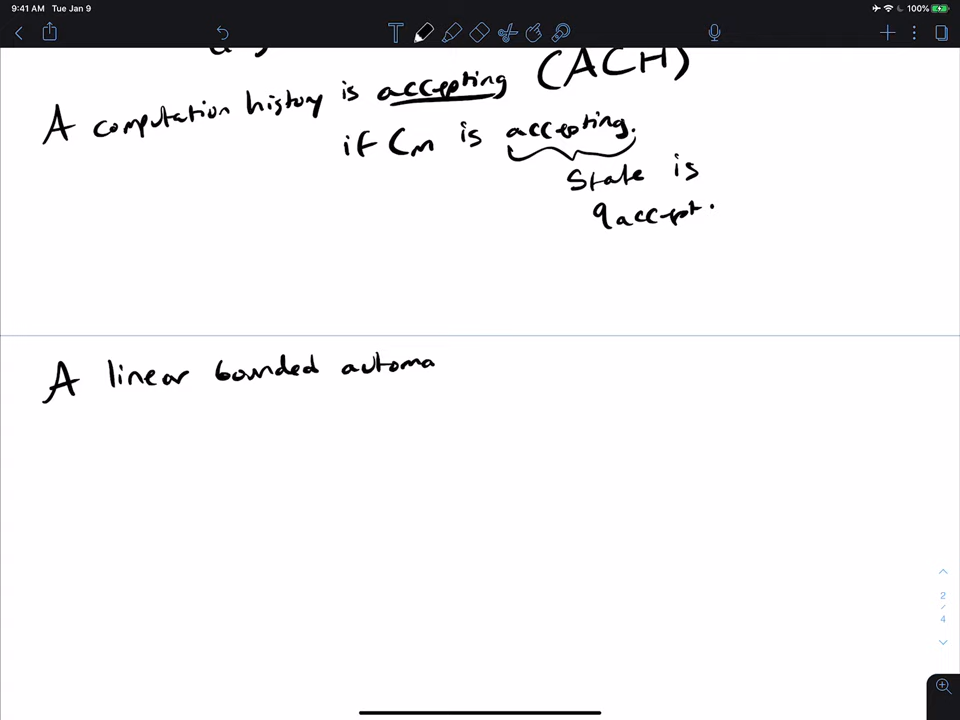 9:41 AM Tue Jan 9
100%
A computation history is accepting (ACH)
if Cm is accepting.
State is
qaccept.
A linear bounded automa
2
/
4